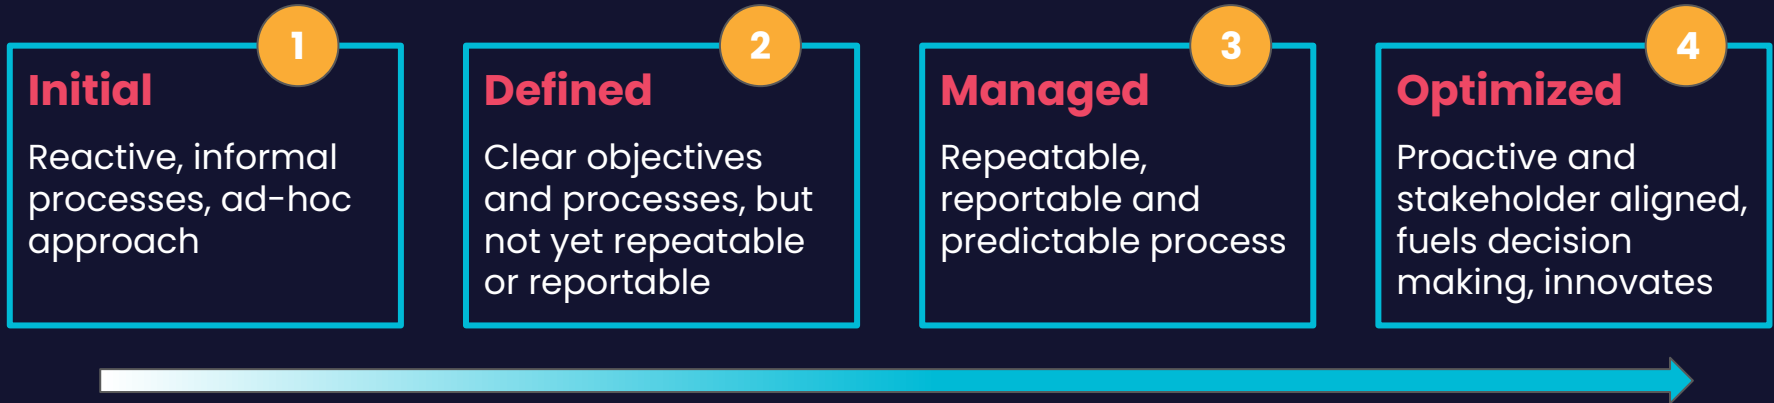 1
Initial
Reactive, informal
processes, ad-hoc
approach
2
Defined
Clear objectives
and processes, but
not yet repeatable
or reportable
3
Managed
Repeatable,
reportable and
predictable process
4
Optimized
Proactive and
stakeholder aligned,
fuels decision
making, innovates